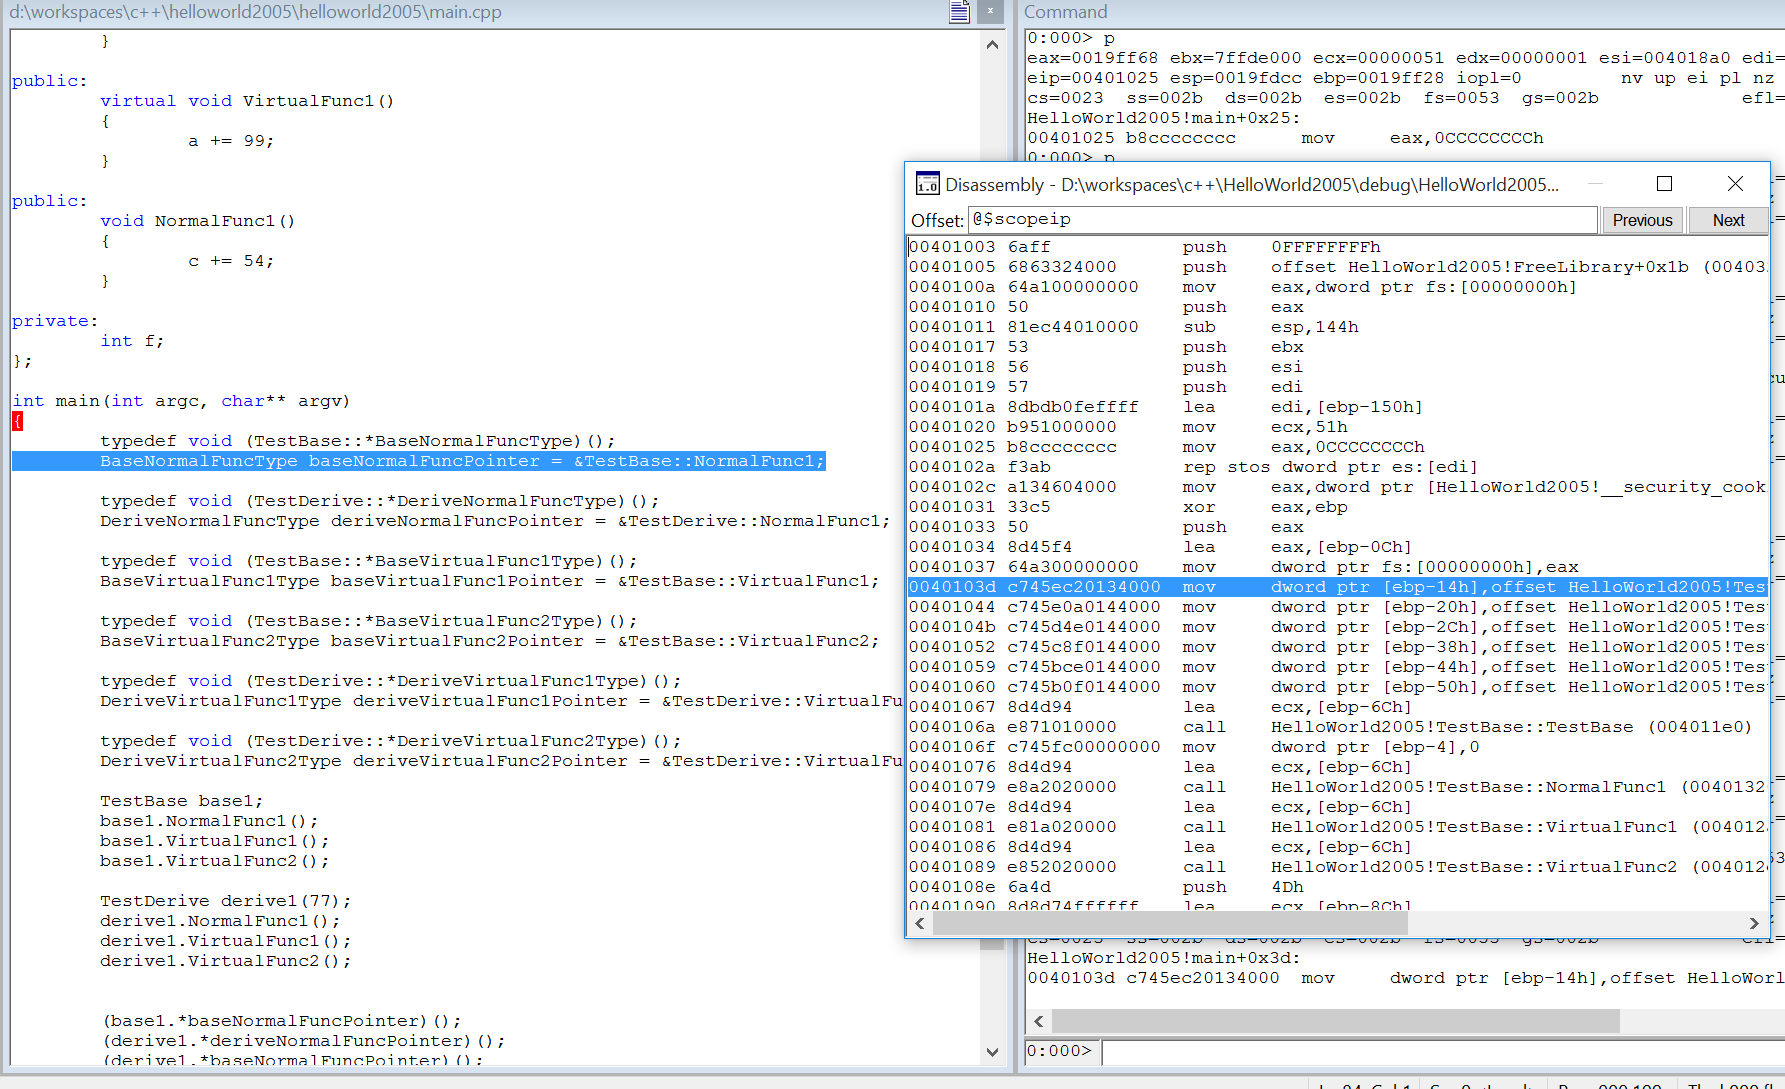 d:\workspaces\c++\helloworld2005\helloworld2005\main.cpp
}
public:
virtual void VirtualFunc1()
{
a += 99;
}
public:
void NormalFunc1()
{
c += 54;
}
private:
int f;
};
int main(int argc, char** argv)
{
typedef void (TestBase::*BaseNormalFuncType)();
BaseNormalFuncType baseNormalFuncPointer = &TestBase::NormalFunc1;
typedef void (TestDerive::*DeriveNormalFuncType)();
DeriveNormalFuncType deriveNormalFuncPointer = &TestDerive::NormalFunc1;
typedef void (TestBase::*BaseVirtualFunc1Type)();
BaseVirtualFunc1Type baseVirtualFunc1Pointer = &TestBase::VirtualFunc1;
typedef void (TestBase::*BaseVirtualFunc2Type)();
BaseVirtualFunc2Type baseVirtualFunc2Pointer = &TestBase::VirtualFunc2;
typedef void (TestDerive::*DeriveVirtualFunc1Type)();
DeriveVirtualFunc1Type deriveVirtualFunc1Pointer = &TestDerive::VirtualFu
typedef void (TestDerive::*DeriveVirtualFunc2Type)();
DeriveVirtualFunc2Type deriveVirtualFunc2Pointer = &TestDerive::VirtualFu
TestBase base1;
base1.NormalFunc1();
base1.VirtualFunc1();
base1.VirtualFunc2();
TestDerive derive1(77);
derive1.NormalFunc1();
derive1.VirtualFunc1();
derive1.VirtualFunc2();
(base1.*baseNormalFuncPointer)();
(derive1.*deriveNormalFuncPointer)();
(derive1.*baseNormalFuncPointer)();
Command
0:000> p
eax=0019ff68 ebx=7ffde000 ecx=00000051 edx=00000001 esi=004018a0 edi=
eip=00401025 esp=0019fdcc ebp=0019ff28 iopl=0 nv up ei pl nz
cs=0023 ss=002b ds=002b es=002b fs=0053 gs=002b efl=
HelloWorld2005!main+0x25:
00401025 b8cccccccc mov eax,0CCCCCCCCh
0:000> p
Disassembly - D:\workspaces\c++\HelloWorld2005\debug\HelloWorld2005...
Offset: @$scopeip
Previous Next
00401003 6aff push 0FFFFFFFFh
00401005 6863324000 push offset HelloWorld2005!FreeLibrary+0x1b (00403
0040100a 64a100000000 mov eax,dword ptr fs:[00000000h]
00401010 50 push eax
00401011 81ec44010000 sub esp,144h
00401017 53 push ebx
00401018 56 push esi
00401019 57 push edi
0040101a 8dbdb0feffff lea edi,[ebp-150h]
00401020 b951000000 mov ecx,51h
00401025 b8cccccccc mov eax,0CCCCCCCCh
0040102a f3ab rep stos dword ptr es:[edi]
0040102c a134604000 mov eax,dword ptr [HelloWorld2005!__security_cook
00401031 33c5 xor eax,ebp
00401033 50 push eax
00401034 8d45f4 lea eax,[ebp-0Ch]
00401037 64a300000000 mov dword ptr fs:[00000000h],eax
0040103d c745ec20134000 mov dword ptr [ebp-14h],offset HelloWorld2005!Tes
00401044 c745e0a0144000 mov dword ptr [ebp-20h],offset HelloWorld2005!Tes
0040104b c745d4e0144000 mov dword ptr [ebp-2Ch],offset HelloWorld2005!Tes
00401052 c745c8f0144000 mov dword ptr [ebp-38h],offset HelloWorld2005!Tes
00401059 c745bce0144000 mov dword ptr [ebp-44h],offset HelloWorld2005!Tes
00401060 c745b0f0144000 mov dword ptr [ebp-50h],offset HelloWorld2005!Tes
00401067 8d4d94 lea ecx,[ebp-6Ch]
0040106a e871010000 call HelloWorld2005!TestBase::TestBase (004011e0)
0040106f c745fc00000000 mov dword ptr [ebp-4],0
00401076 8d4d94 lea ecx,[ebp-6Ch]
00401079 e8a2020000 call HelloWorld2005!TestBase::NormalFunc1 (0040132
0040107e 8d4d94 lea ecx,[ebp-6Ch]
00401081 e81a020000 call HelloWorld2005!TestBase::VirtualFunc1 (004012
00401086 8d4d94 lea ecx,[ebp-6Ch]
00401089 e852020000 call HelloWorld2005!TestBase::VirtualFunc2 (004012
0040108e 6a4d push 4Dh
00401090 8d8d74ffffff lea ecx,[ebp-8Ch]
cs=0023 ss=002b ds=002b es=002b fs=0053 gs=002b efl=
HelloWorld2005!main+0x3d:
0040103d c745ec20134000 mov dword ptr [ebp-14h],offset HelloWorl
0:000>